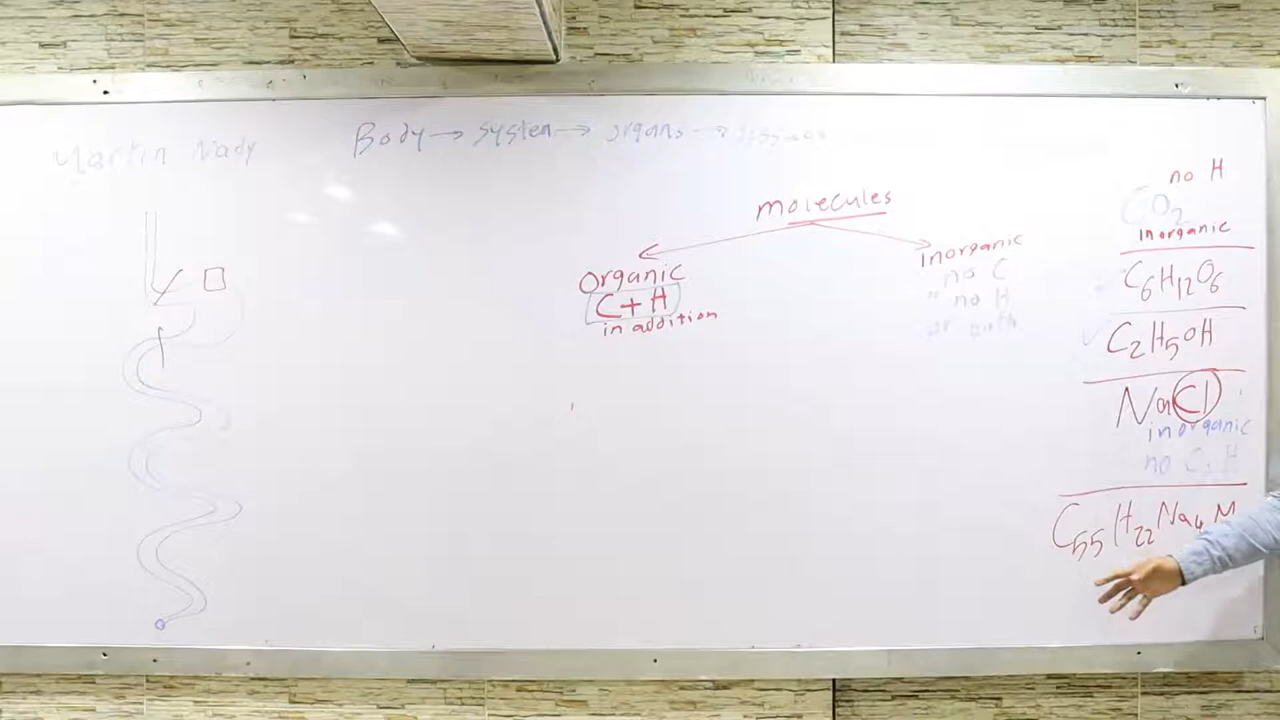 Martin Nady
Body → system → organs →
molecules
Organic
C + H
in addition
Inorganic
no C
" no H
or both
no H
CO2
Inorganic
C6H12O6
C2H5OH
NaCl
inorganic
no C, H
C55H22Na4M